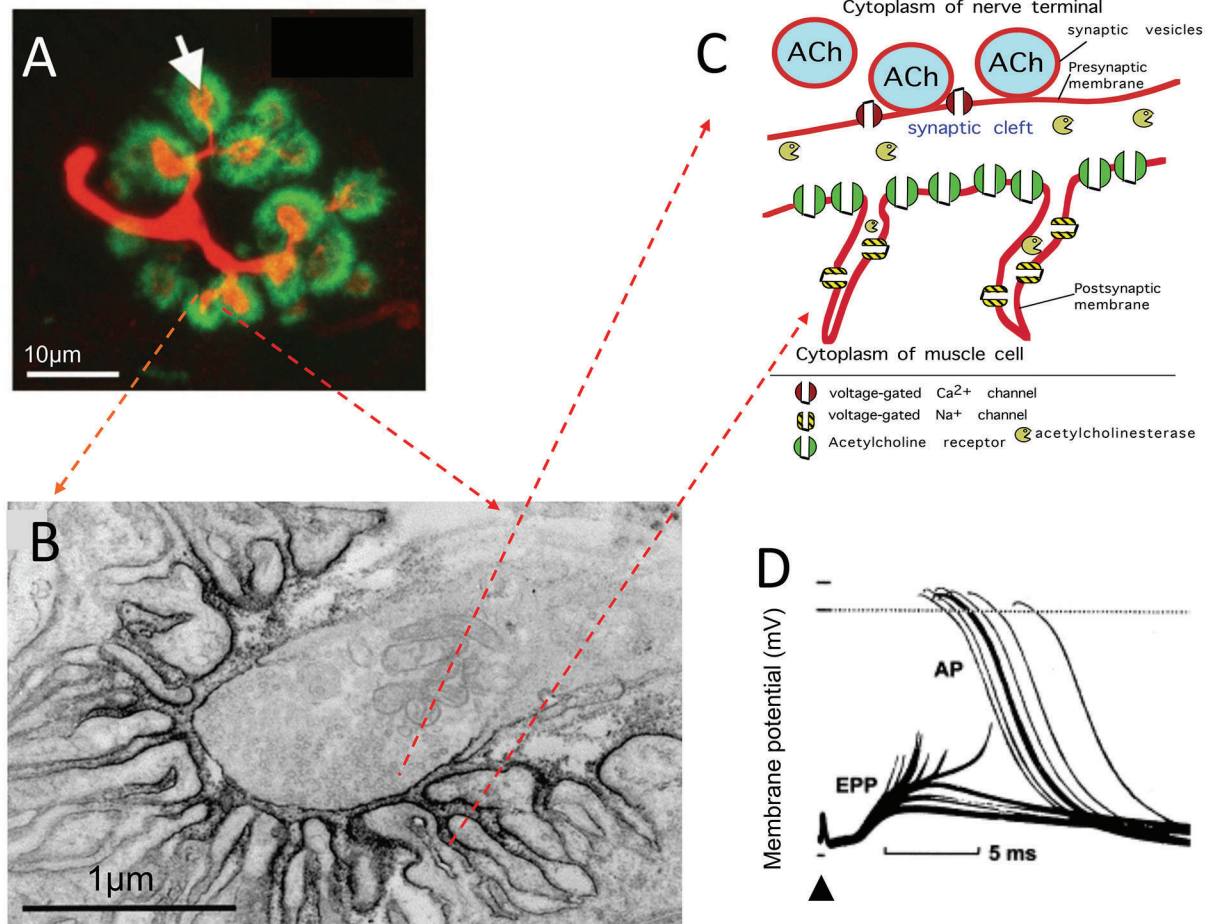 A
10µm
C
Cytoplasm of nerve terminal
ACh
ACh
ACh
synaptic vesicles
Presynaptic
membrane
synaptic cleft
Postsynaptic
membrane
Cytoplasm of muscle cell
voltage-gated Ca2+ channel
voltage-gated Na+ channel
Acetylcholine receptor
acetylcholinesterase
B
1µm
D
Membrane potential (mV)
AP
EPP
5 ms